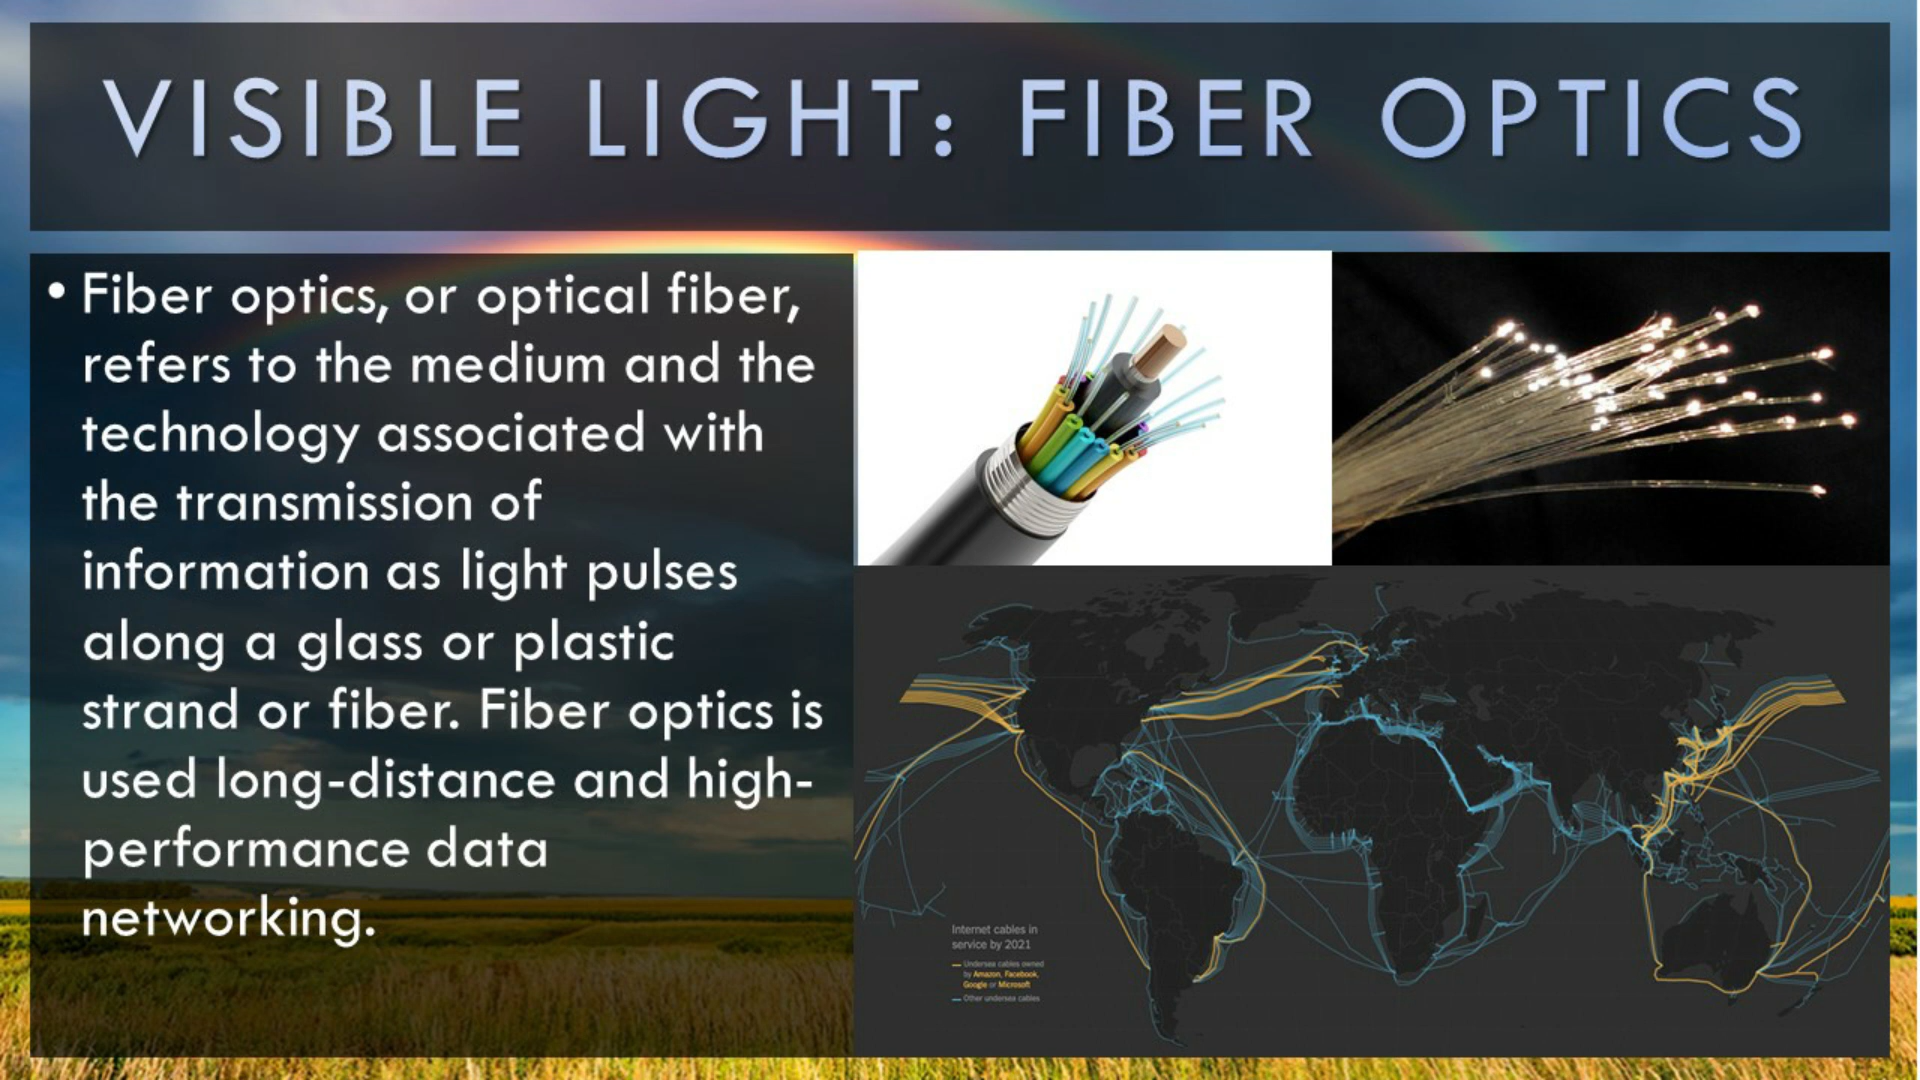 VISIBLE LIGHT: FIBER OPTICS
• Fiber optics, or optical fiber,
refers to the medium and the
technology associated with
the transmission of
information as light pulses
along a glass or plastic
strand or fiber. Fiber optics is
used long-distance and high-
performance data
networking.
Internet cables in
service by 2021
Undersea cables owned
by Amazon, Facebook,
Google or Microsoft
Other undersea cables